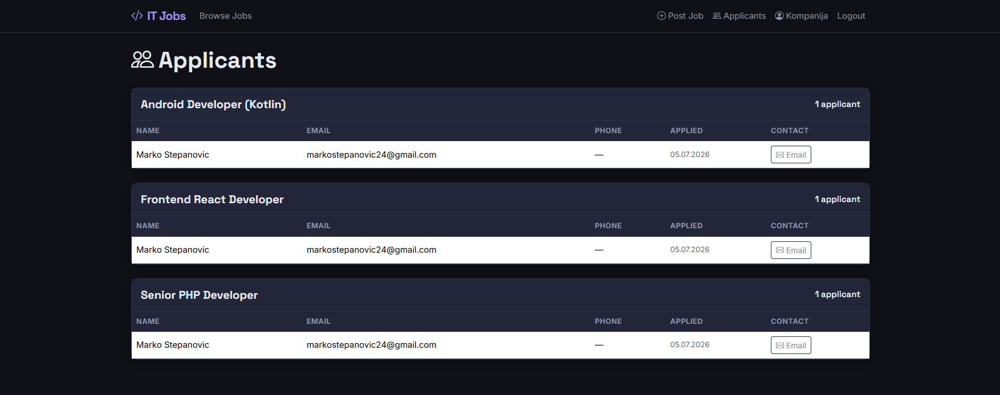 </> IT Jobs Browse Jobs Post Job Applicants Kompanija Logout
Applicants
Android Developer (Kotlin) 1 applicant
NAME EMAIL PHONE APPLIED CONTACT
Marko Stepanovic markostepanovic24@gmail.com — 05.07.2026 Email
Frontend React Developer 1 applicant
NAME EMAIL PHONE APPLIED CONTACT
Marko Stepanovic markostepanovic24@gmail.com — 05.07.2026 Email
Senior PHP Developer 1 applicant
NAME EMAIL PHONE APPLIED CONTACT
Marko Stepanovic markostepanovic24@gmail.com — 05.07.2026 Email